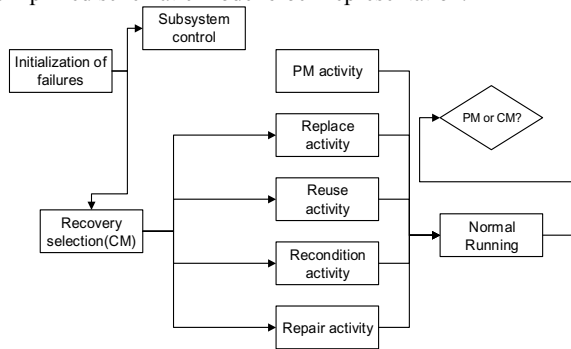 Subsystem
control
Initialization of
failures
PM activity
PM or CM?
Replace
activity
Reuse
activity
Recovery
selection(CM)
Normal
Running
Recondition
activity
Repair activity